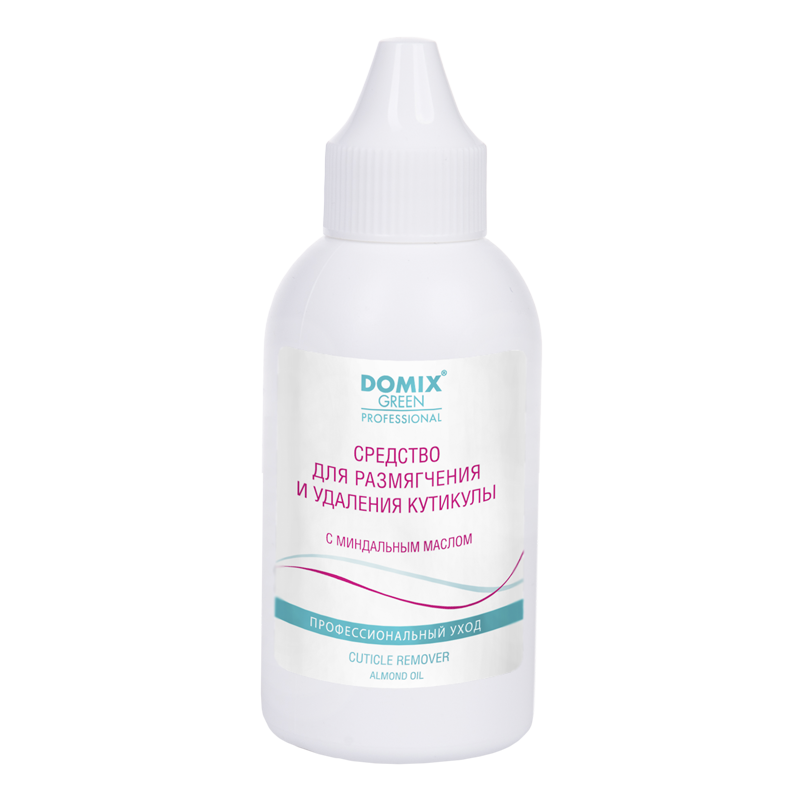 DOMIX®
GREEN
PROFESSIONAL
СРЕДСТВО
ДЛЯ РАЗМЯГЧЕНИЯ
И УДАЛЕНИЯ КУТИКУЛЫ
С МИНДАЛЬНЫМ МАСЛОМ
ПРОФЕССИОНАЛЬНЫЙ УХОД
CUTICLE REMOVER
ALMOND OIL